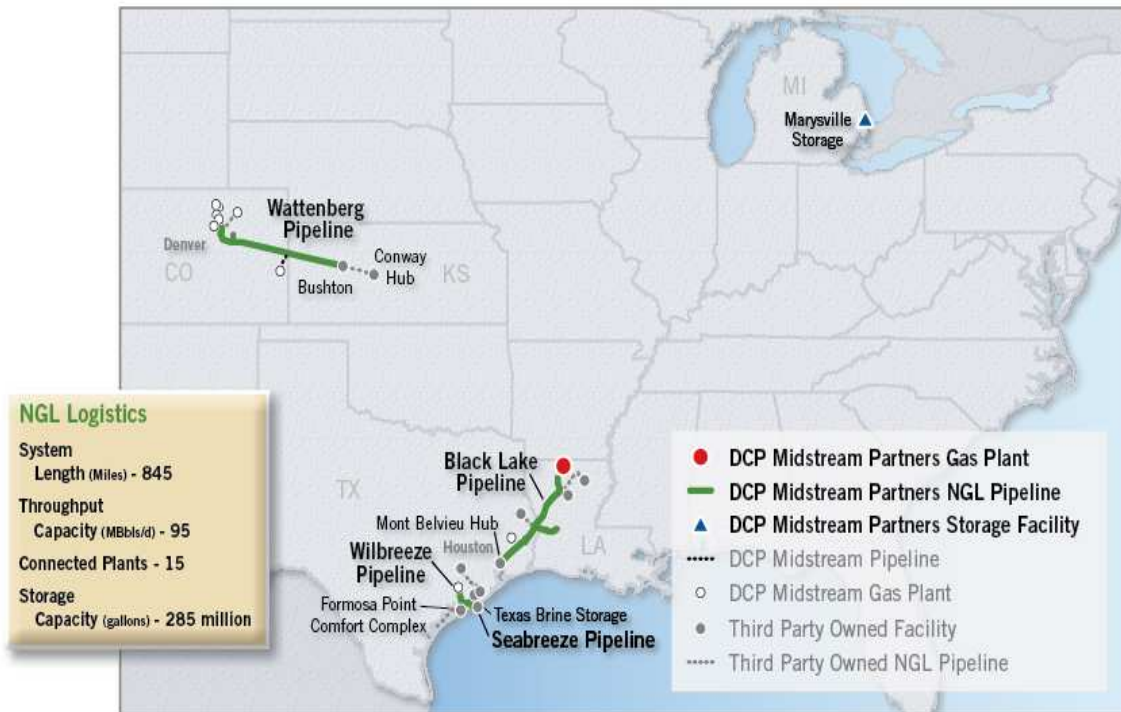 MI
Marysville
Storage
Wattenberg
Pipeline
Denver
CO
Conway
Hub
KS
Bushton
NGL Logistics
System
Length (Miles) - 845
Throughput
Capacity (MBbls/d) - 95
Connected Plants - 15
Storage
Capacity (gallons) - 285 million
TX
Black Lake
Pipeline
Mont Belvieu Hub
Houston
LA
Wilbreeze
Pipeline
Formosa Point
Comfort Complex
Texas Brine Storage
Seabreeze Pipeline
DCP Midstream Partners Gas Plant
DCP Midstream Partners NGL Pipeline
DCP Midstream Partners Storage Facility
DCP Midstream Pipeline
DCP Midstream Gas Plant
Third Party Owned Facility
Third Party Owned NGL Pipeline